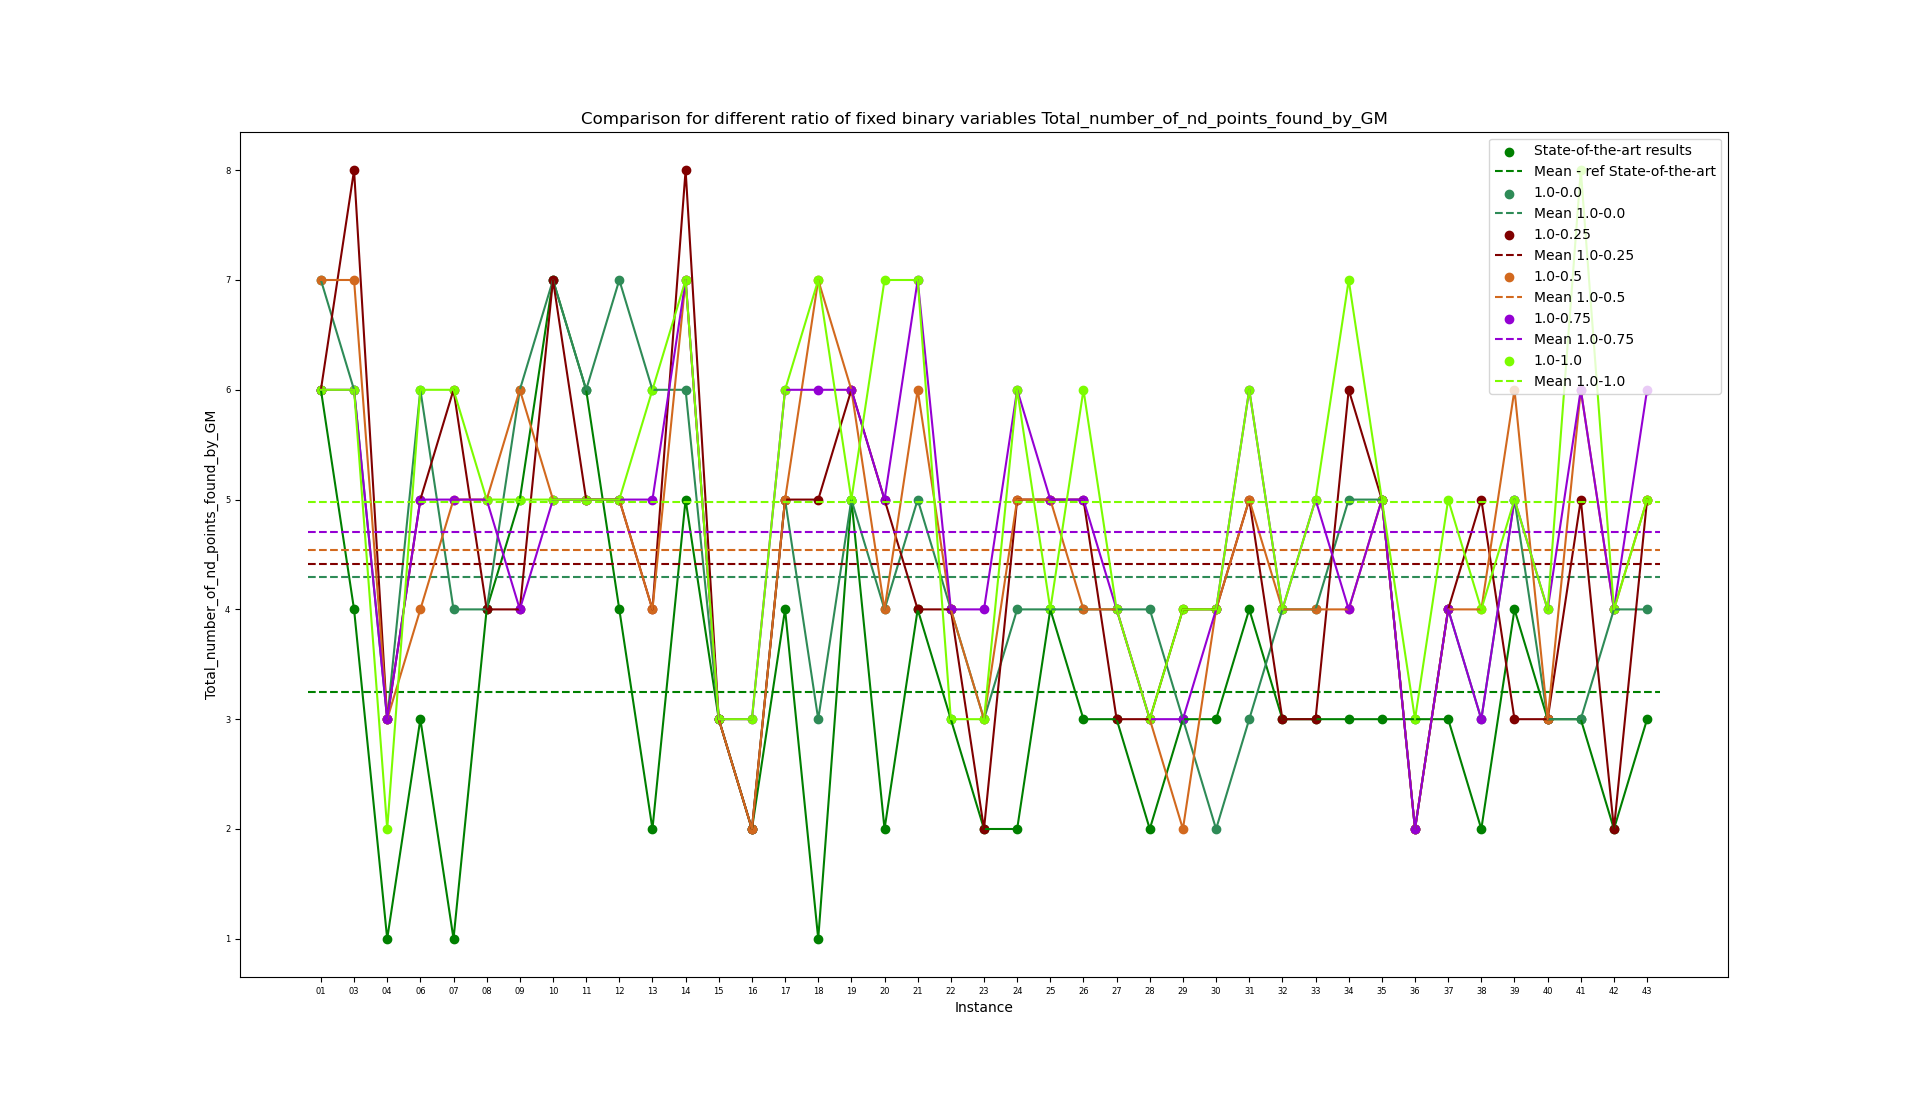 Comparison for different ratio of fixed binary variables Total_number_of_nd_points_found_by_GM
State-of-the-art results
Mean - ref State-of-the-art
1.0-0.0
Mean 1.0-0.0
1.0-0.25
Mean 1.0-0.25
1.0-0.5
Mean 1.0-0.5
1.0-0.75
Mean 1.0-0.75
1.0-1.0
Mean 1.0-1.0
Total_number_of_nd_points_found_by_GM
8
7
6
5
4
3
2
1
01 03 04 06 07 08 09 10 11 12 13 14 15 16 17 18 19 20 21 22 23 24 25 26 27 28 29 30 31 32 33 34 35 36 37 38 39 40 41 42 43
Instance